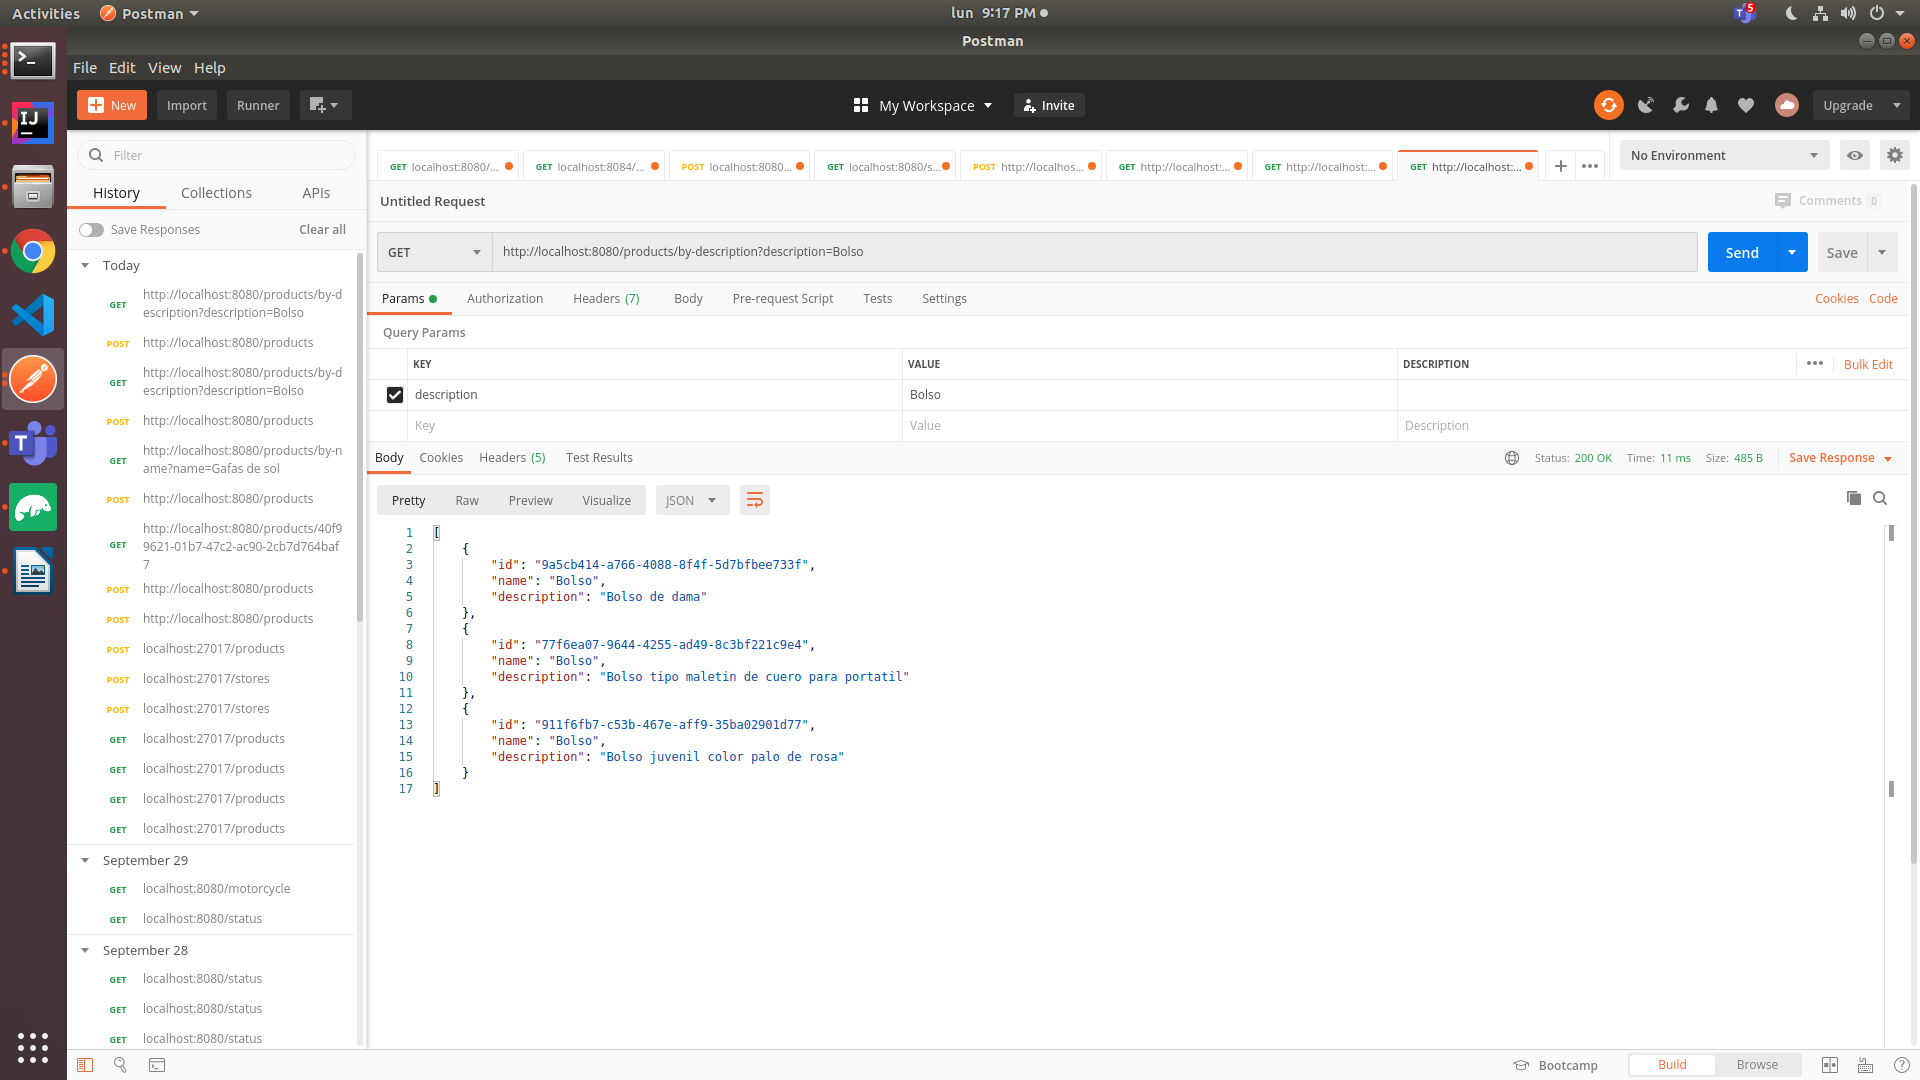 Activities
Postman
lun 9:17 PM
5
Postman
File Edit View Help
New
Import
Runner
My Workspace
Invite
Upgrade
Filter
History
Collections
APIs
Save Responses
Clear all
Today
GET http://localhost:8080/products/by-d
escription?description=Bolso
POST http://localhost:8080/products
GET http://localhost:8080/products/by-d
escription?description=Bolso
POST http://localhost:8080/products
GET http://localhost:8080/products/by-n
ame?name=Gafas de sol
POST http://localhost:8080/products
GET http://localhost:8080/products/40f9
9621-01b7-47c2-ac90-2cb7d764baf
7
POST http://localhost:8080/products
POST http://localhost:8080/products
POST localhost:27017/products
POST localhost:27017/stores
POST localhost:27017/stores
GET localhost:27017/products
GET localhost:27017/products
GET localhost:27017/products
GET localhost:27017/products
September 29
GET localhost:8080/motorcycle
GET localhost:8080/status
September 28
GET localhost:8080/status
GET localhost:8080/status
GET localhost:8080/status
GET localhost:8080/...
GET localhost:8084/...
POST localhost:8080...
GET localhost:8080/s...
POST http://localhos...
GET http://localhost:...
GET http://localhost:...
GET http://localhost:...
No Environment
Untitled Request
Comments 0
GET
http://localhost:8080/products/by-description?description=Bolso
Send
Save
Params
Authorization
Headers (7)
Body
Pre-request Script
Tests
Settings
Cookies
Code
Query Params
KEY VALUE DESCRIPTION
Bulk Edit
description Bolso
Key Value Description
Body
Cookies
Headers (5)
Test Results
Status: 200 OK
Time: 11 ms
Size: 485 B
Save Response
Pretty
Raw
Preview
Visualize
JSON
1 [
2 {
3 "id": "9a5cb414-a766-4088-8f4f-5d7bfbee733f",
4 "name": "Bolso",
5 "description": "Bolso de dama"
6 },
7 {
8 "id": "77f6ea07-9644-4255-ad49-8c3bf221c9e4",
9 "name": "Bolso",
10 "description": "Bolso tipo maletin de cuero para portatil"
11 },
12 {
13 "id": "911f6fb7-c53b-467e-aff9-35ba02901d77",
14 "name": "Bolso",
15 "description": "Bolso juvenil color palo de rosa"
16 }
17 ]
Bootcamp
Build
Browse